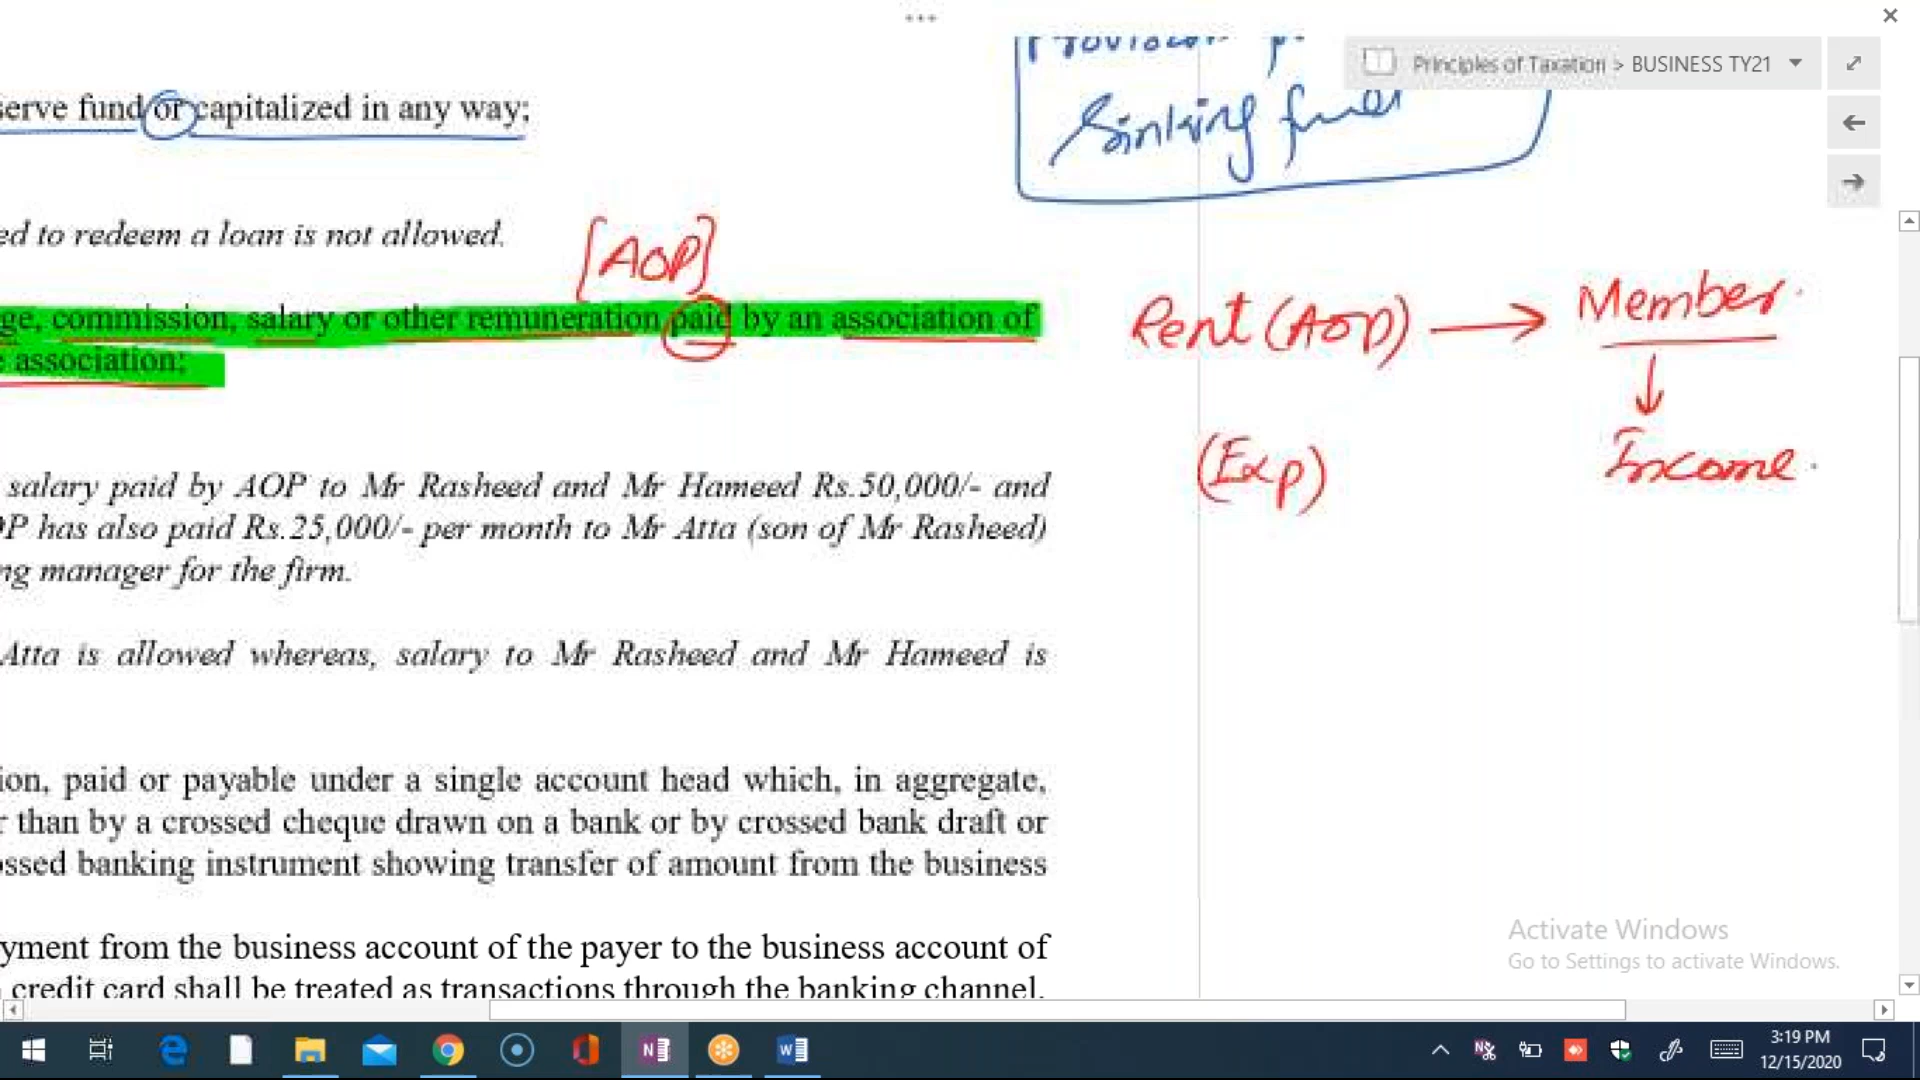 Provision
Principles of Taxation > BUSINESS TY21
Sinking fund
serve fund or capitalized in any way;
ed to redeem a loan is not allowed.
[AOP]
ge, commission, salary or other remuneration paid by an association of
association;
Rent (AOP) → Member
(Exp)
Income
salary paid by AOP to Mr Rasheed and Mr Hameed Rs.50,000/- and
OP has also paid Rs.25,000/- per month to Mr Atta (son of Mr Rasheed)
ng manager for the firm.
Atta is allowed whereas, salary to Mr Rasheed and Mr Hameed is
ion, paid or payable under a single account head which, in aggregate,
r than by a crossed cheque drawn on a bank or by crossed bank draft or
ossed banking instrument showing transfer of amount from the business
yment from the business account of the payer to the business account of
credit card shall be treated as transactions through the banking channel.
Activate Windows
Go to Settings to activate Windows.
3:19 PM
12/15/2020